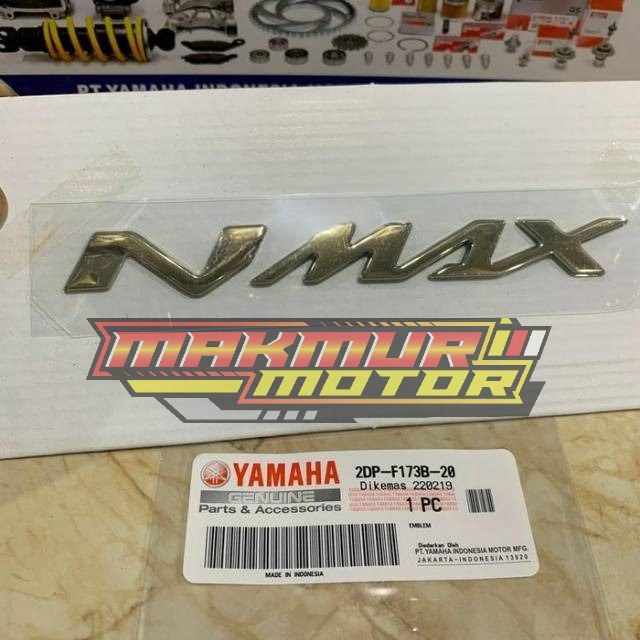 PT. YAMAHA INDONESIA
NMAX
MAKMUR
MOTOR
YAMAHA
GENUINE
Parts & Accessories
2DP-F173B-20
Dikemas 220219
1 PC
EMBLEM
Diedarkan Oleh
PT.YAMAHA INDONESIA MOTOR MFG.
JAKARTA-INDONESIA 13920
MADE IN INDONESIA